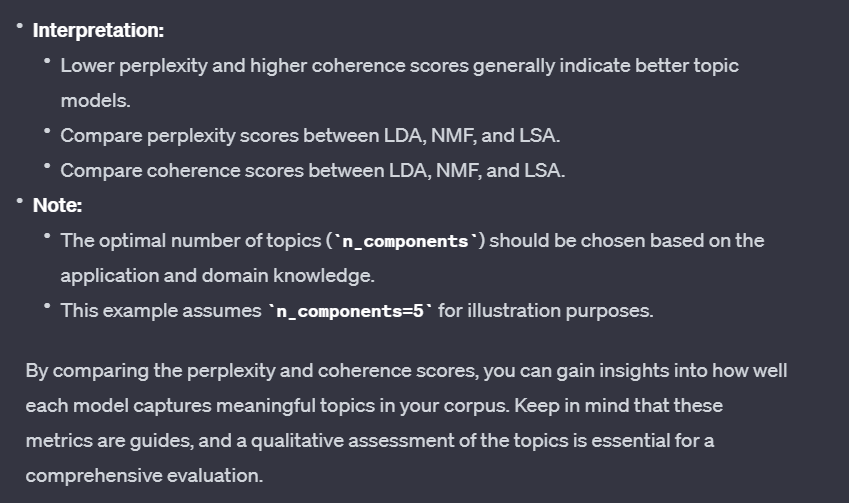 • Interpretation:
• Lower perplexity and higher coherence scores generally indicate better topic
models.
• Compare perplexity scores between LDA, NMF, and LSA.
• Compare coherence scores between LDA, NMF, and LSA.
• Note:
• The optimal number of topics (`n_components`) should be chosen based on the
application and domain knowledge.
• This example assumes `n_components=5` for illustration purposes.
By comparing the perplexity and coherence scores, you can gain insights into how well
each model captures meaningful topics in your corpus. Keep in mind that these
metrics are guides, and a qualitative assessment of the topics is essential for a
comprehensive evaluation.